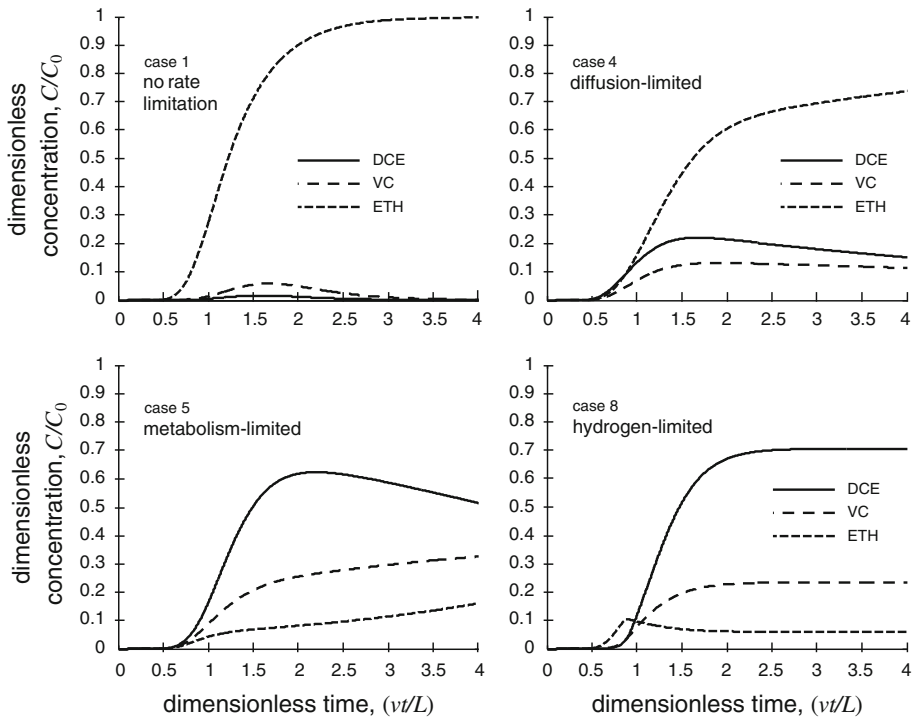 dimensionless
concentration, C/C0
1
0.9
0.8
0.7
0.6
0.5
0.4
0.3
0.2
0.1
0
case 1
no rate
limitation
DCE
VC
ETH
0 0.5 1 1.5 2 2.5 3 3.5 4
1
0.9
0.8
0.7
0.6
0.5
0.4
0.3
0.2
0.1
0
case 4
diffusion-limited
DCE
VC
ETH
0 0.5 1 1.5 2 2.5 3 3.5 4
dimensionless
concentration, C/C0
1
0.9
0.8
0.7
0.6
0.5
0.4
0.3
0.2
0.1
0
case 5
metabolism-limited
0 0.5 1 1.5 2 2.5 3 3.5 4
dimensionless time, (vt/L)
1
0.9
0.8
0.7
0.6
0.5
0.4
0.3
0.2
0.1
0
case 8
hydrogen-limited
DCE
VC
ETH
0 0.5 1 1.5 2 2.5 3 3.5 4
dimensionless time, (vt/L)